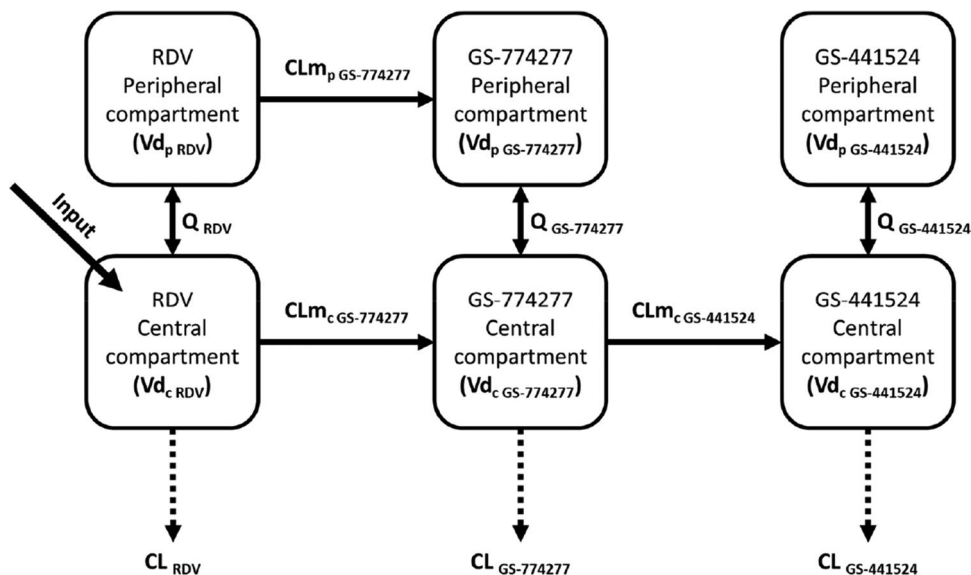 RDV
Peripheral
compartment
(Vdp RDV)
CLmp GS-774277
GS-774277
Peripheral
compartment
(Vdp GS-774277)
GS-441524
Peripheral
compartment
(Vdp GS-441524)
Input
Q RDV
Q GS-774277
Q GS-441524
RDV
Central
compartment
(Vdc RDV)
CLmc GS-774277
GS-774277
Central
compartment
(Vdc GS-774277)
CLmc GS-441524
GS-441524
Central
compartment
(Vdc GS-441524)
CL RDV
CL GS-774277
CL GS-441524